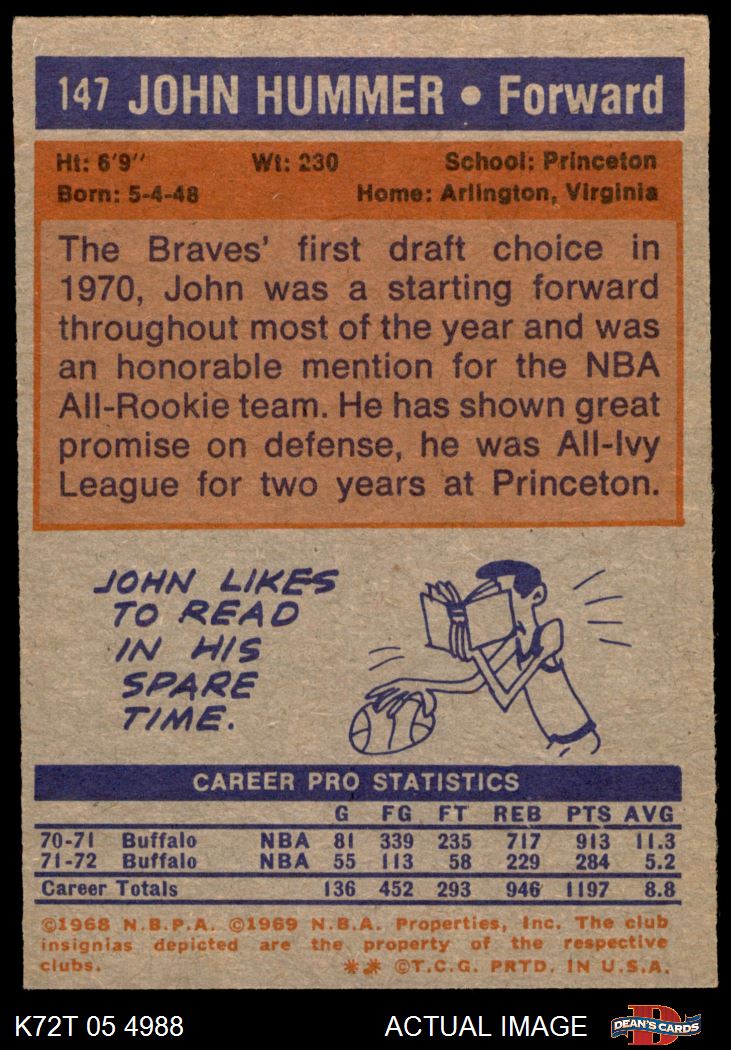 147 JOHN HUMMER • Forward
Ht: 6'9" Wt: 230 School: Princeton
Born: 5-4-48 Home: Arlington, Virginia
The Braves' first draft choice in
1970, John was a starting forward
throughout most of the year and was
an honorable mention for the NBA
All-Rookie team. He has shown great
promise on defense, he was All-Ivy
League for two years at Princeton.
JOHN LIKES
TO READ
IN HIS
SPARE
TIME.
CAREER PRO STATISTICS
G FG FT REB PTS AVG
70-71 Buffalo NBA 81 339 235 717 913 11.3
71-72 Buffalo NBA 55 113 58 229 284 5.2
Career Totals 136 452 293 946 1197 8.8
©1968 N.B.P.A. ©1969 N.B.A. Properties, Inc. The club
insignias depicted are the property of the respective
clubs. ** ©T.C.G. PRTD. IN U.S.A.
K72T 05 4988 ACTUAL IMAGE D DEAN'S CARDS